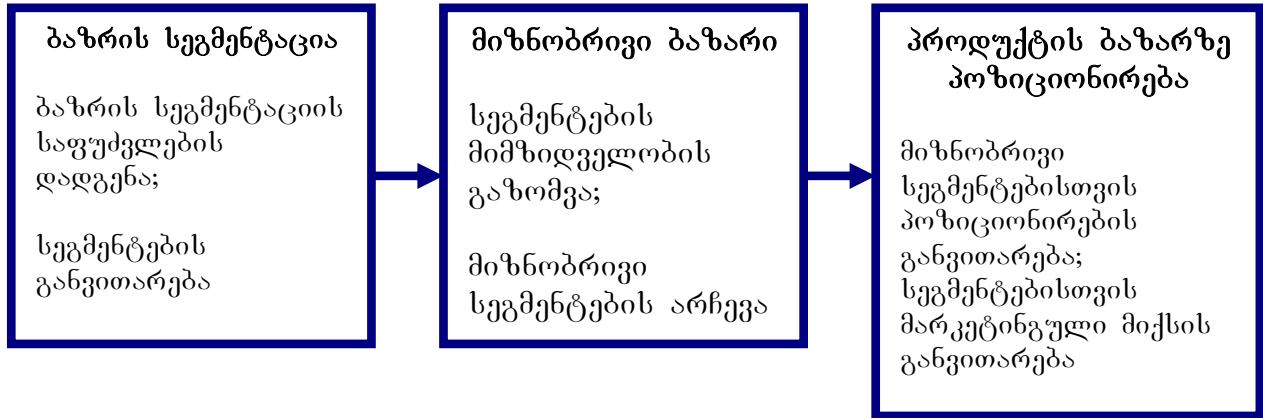 ბაზრის სეგმენტაცია
ბაზრის სეგმენტაციის
საფუძვლების
დადგენა;
სეგმენტების
განვითარება
მიზნობრივი ბაზარი
სეგმენტების
მიმზიდველობის
გაზომვა;
მიზნობრივი
სეგმენტების არჩევა
პროდუქტის ბაზარზე
პოზიციონირება
მიზნობრივი
სეგმენტებისთვის
პოზიციონირების
განვითარება;
სეგმენტებისთვის
მარკეტინგული მიქსის
განვითარება